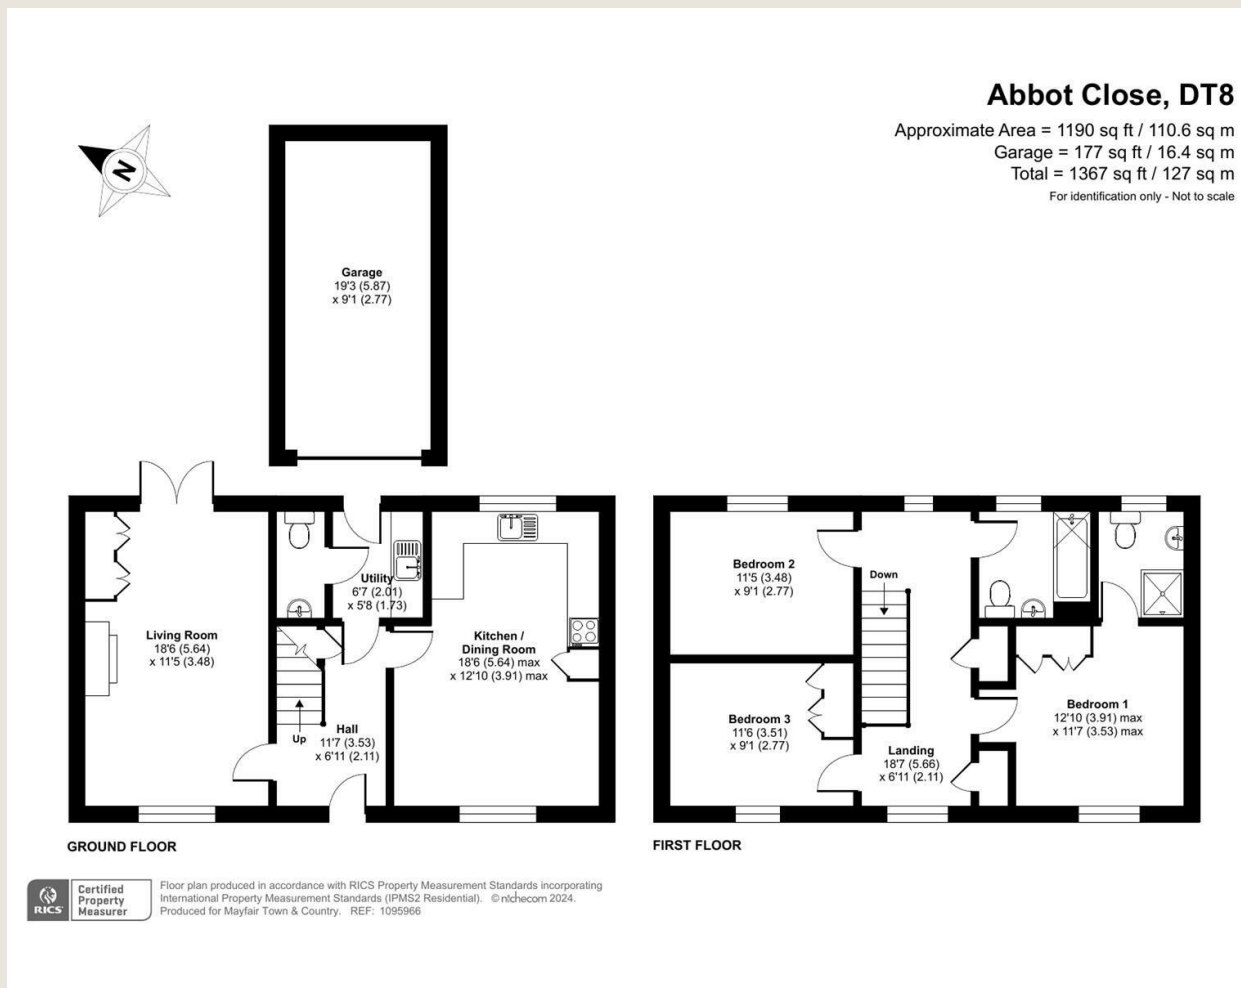 Abbot Close, DT8
Approximate Area = 1190 sq ft / 110.6 sq m
Garage = 177 sq ft / 16.4 sq m
Total = 1367 sq ft / 127 sq m
For identification only - Not to scale
N
Garage
19'3 (5.87)
x 9'1 (2.77)
Utility
6'7 (2.01)
x 5'8 (1.73)
Living Room
18'6 (5.64)
x 11'5 (3.48)
Kitchen /
Dining Room
18'6 (5.64) max
x 12'10 (3.91) max
Up
Hall
11'7 (3.53)
x 6'11 (2.11)
GROUND FLOOR
Bedroom 2
11'5 (3.48)
x 9'1 (2.77)
Down
Bedroom 3
11'6 (3.51)
x 9'1 (2.77)
Landing
18'7 (5.66)
x 6'11 (2.11)
Bedroom 1
12'10 (3.91) max
x 11'7 (3.53) max
FIRST FLOOR
RICS
Certified
Property
Measurer
Floor plan produced in accordance with RICS Property Measurement Standards incorporating
International Property Measurement Standards (IPMS2 Residential). © nichecom 2024.
Produced for Mayfair Town & Country. REF: 1095966